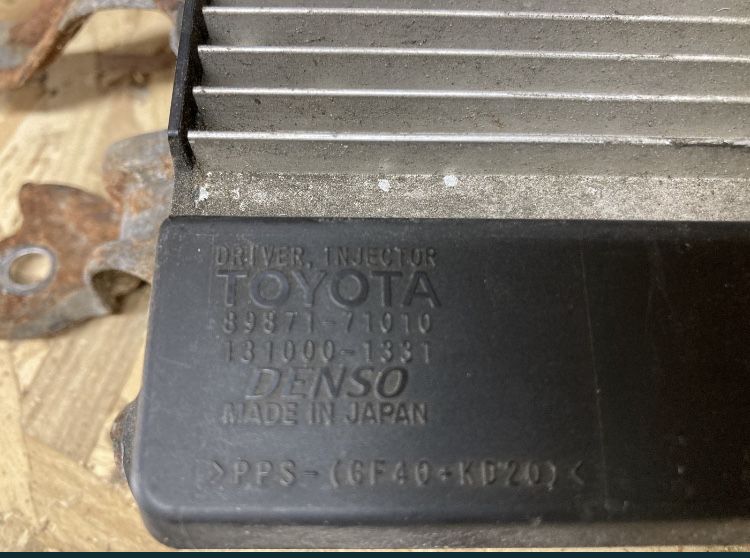 DRIVER, INJECTOR
TOYOTA
89871-71010
131000-1331
DENSO
MADE IN JAPAN
>PPS-(GF40+KD20)<